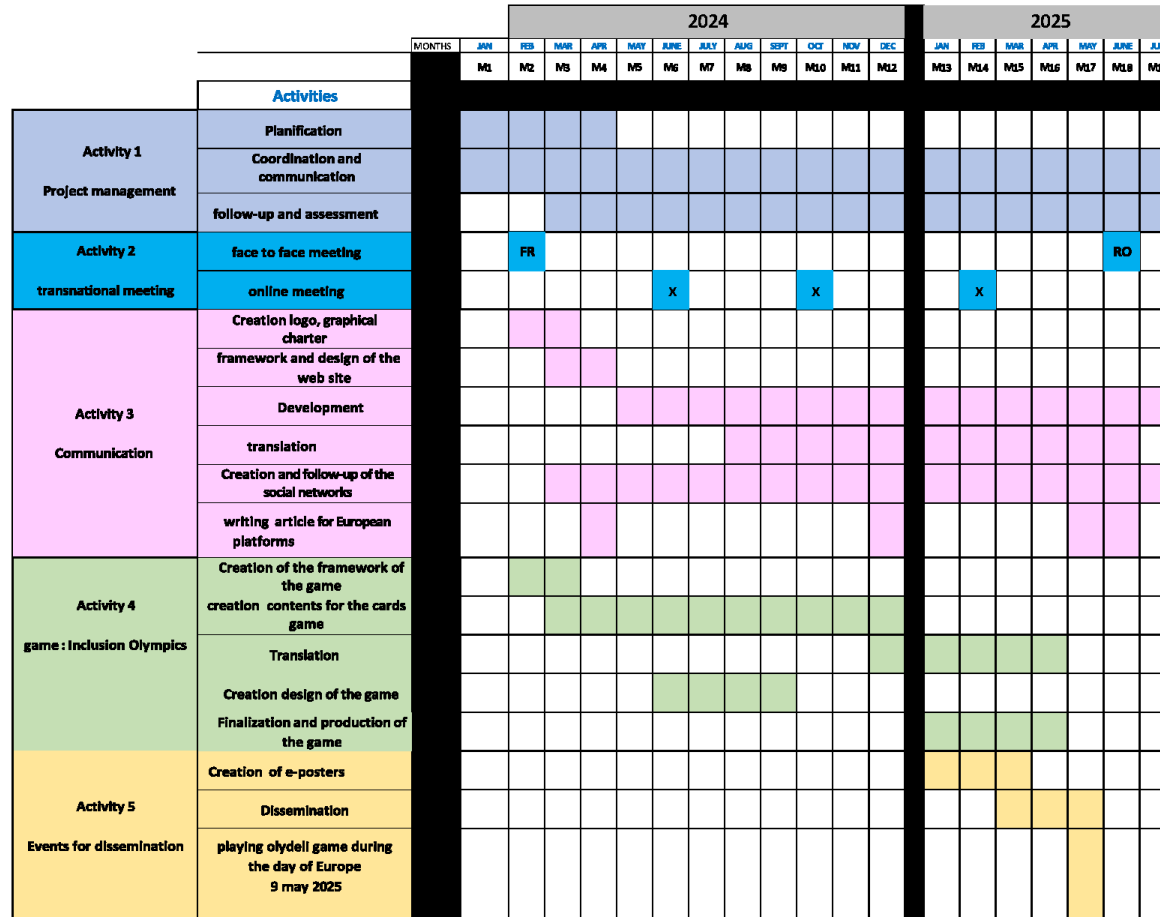 2024 2025
MONTHS JAN FEB MAR APR MAY JUNE JULY AUG SEPT OCT NOV DEC JAN FEB MAR APR MAY JUNE JU
M1 M2 M3 M4 M5 M6 M7 M8 M9 M10 M11 M12 M13 M14 M15 M16 M17 M18 M1
Activities
Activity 1
Project management
Planification
Coordination and
communication
follow-up and assessment
Activity 2
transnational meeting
face to face meeting FR RO
online meeting X X X
Activity 3
Communication
Creation logo, graphical
charter
framework and design of the
web site
Development
translation
Creation and follow-up of the
social networks
writing article for European
platforms
Activity 4
game : Inclusion Olympics
Creation of the framework of
the game
creation contents for the cards
game
Translation
Creation design of the game
Finalization and production of
the game
Activity 5
Events for dissemination
Creation of e-posters
Dissemination
playing olydeli game during
the day of Europe
9 may 2025